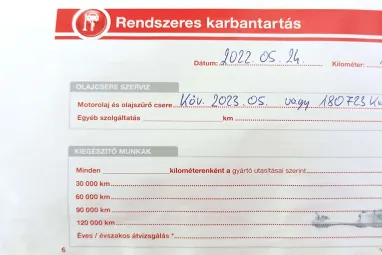 Rendszeres karbantartás
Dátum: 2022.05.24. Kilométer:
OLAJCSERE SZERVIZ
Motorolaj és olajszűrő csere Köv. 2023.05. vagy 180723 Km
Egyéb szolgáltatás km
KIEGÉSZÍTŐ MUNKÁK
Minden kilométerenként a gyártó utasításai szerint
30 000 km
60 000 km
90 000 km
120 000 km
Éves / évszakos átvizsgálás *
6